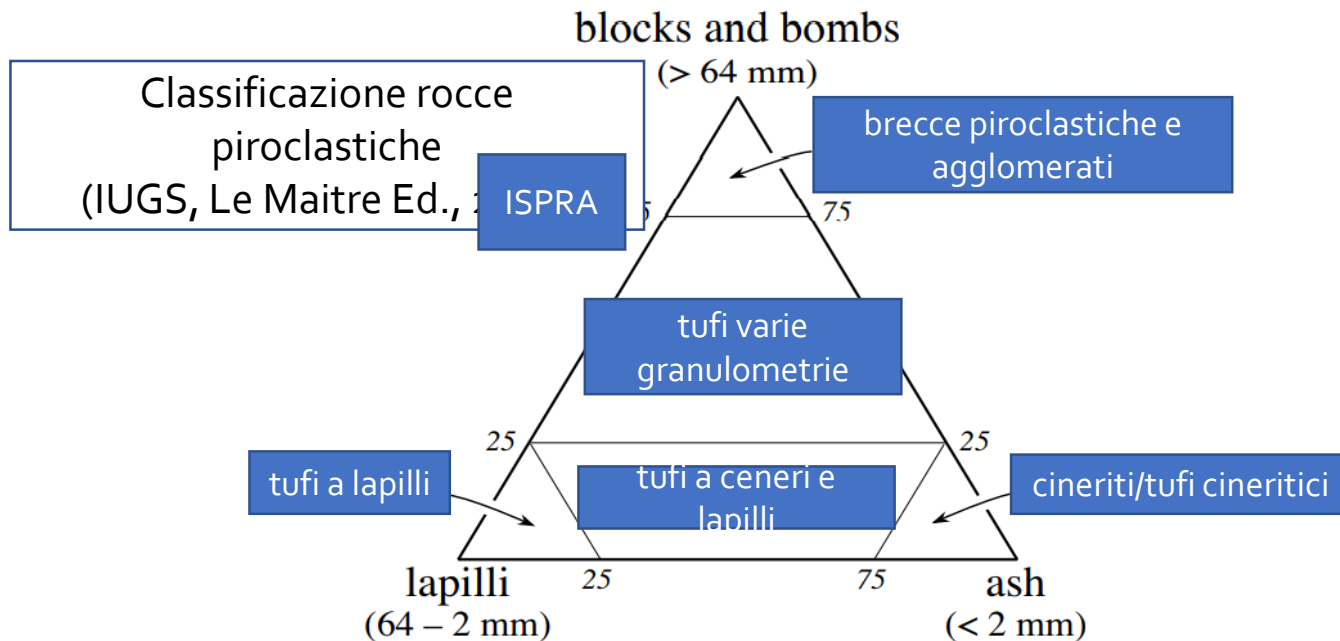 blocks and bombs
(> 64 mm)
Classificazione rocce
piroclastiche
(IUGS, Le Maitre Ed.,
ISPRA
brecce piroclastiche e
agglomerati
75
tufi varie
granulometrie
25
25
tufi a lapilli
tufi a ceneri e
lapilli
cineriti/tufi cineritici
lapilli
25
75
ash
(64 – 2 mm)
(< 2 mm)